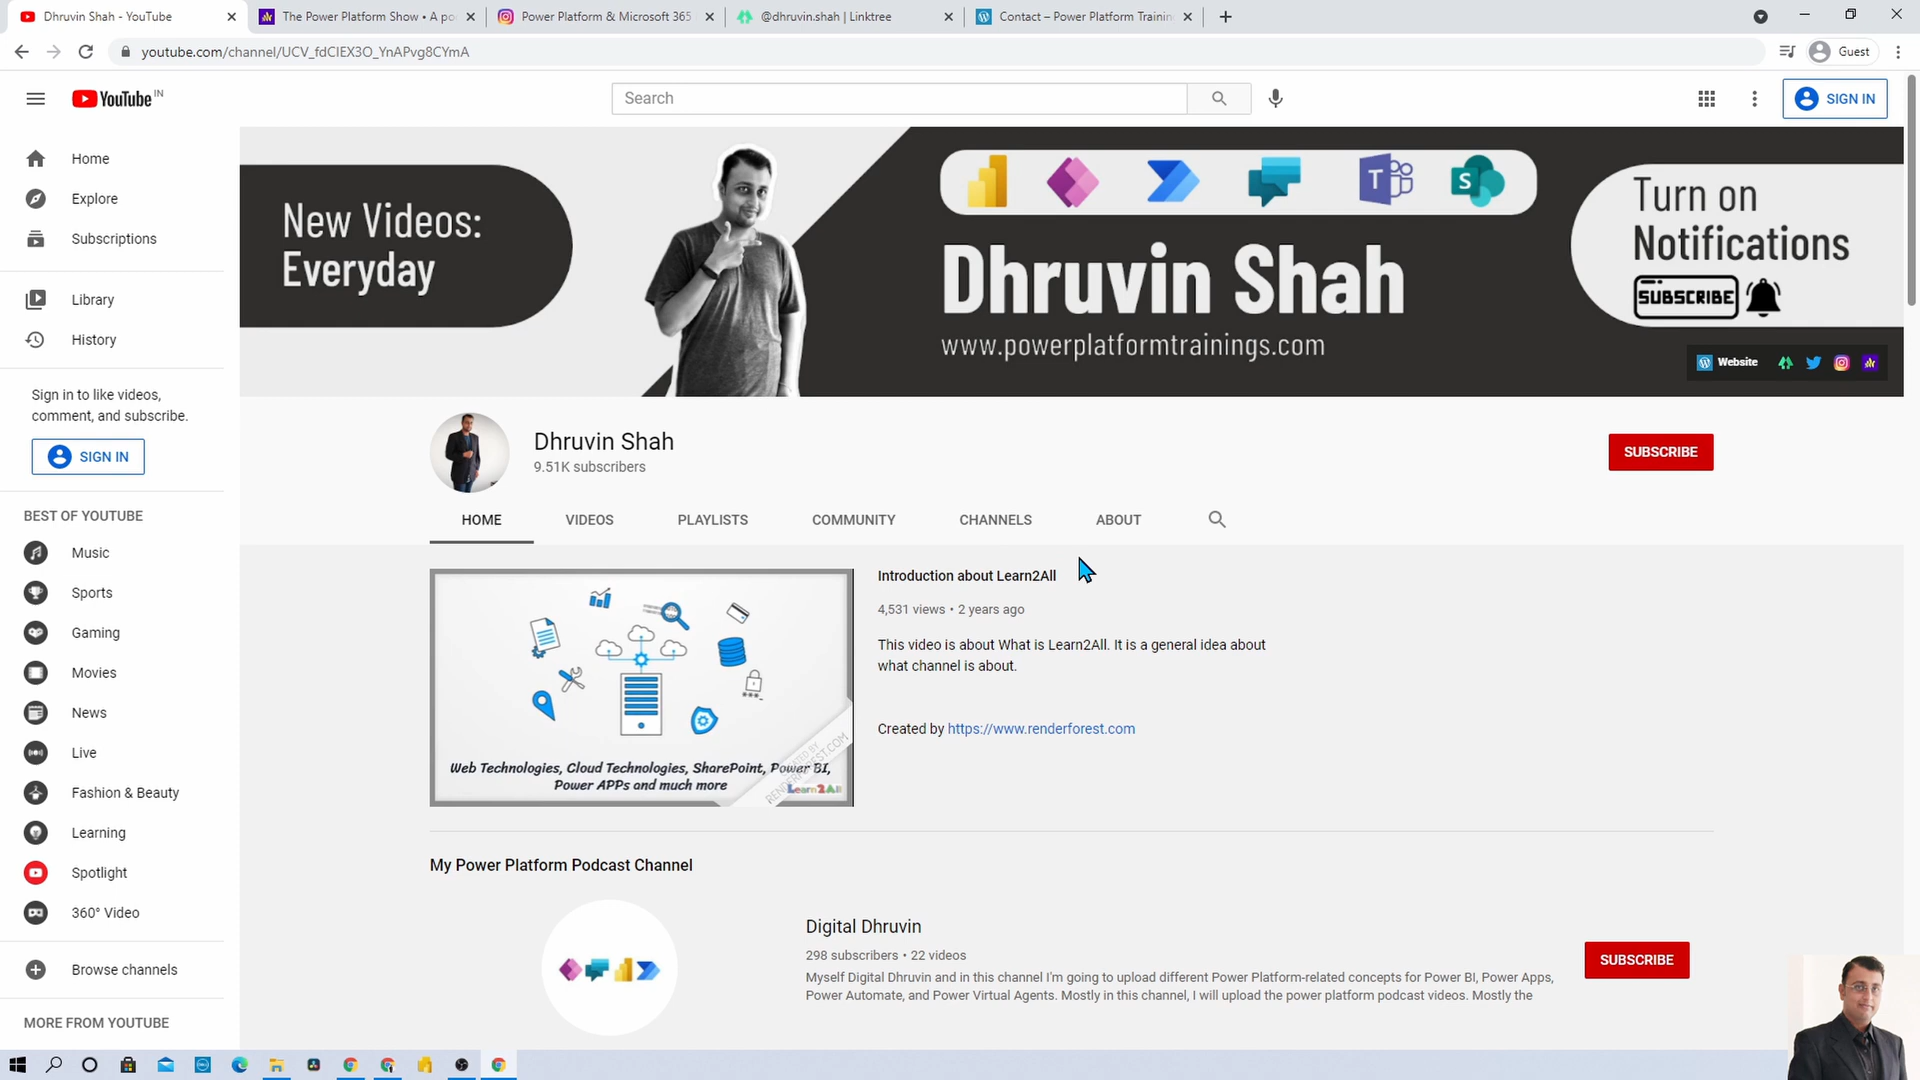 Dhruvin Shah - YouTube
The Power Platform Show • A po
Power Platform & Microsoft 365
@dhruvin.shah | Linktree
Contact – Power Platform Trainin
youtube.com/channel/UCV_fdCIEX3O_YnAPvg8CYmA
Guest
YouTube IN
Search
SIGN IN
Home
Explore
Subscriptions
Library
History
Sign in to like videos,
comment, and subscribe.
SIGN IN
BEST OF YOUTUBE
Music
Sports
Gaming
Movies
News
Live
Fashion & Beauty
Learning
Spotlight
360° Video
Browse channels
MORE FROM YOUTUBE
New Videos:
Everyday
T
S
Dhruvin Shah
www.powerplatformtrainings.com
Turn on
Notifications
SUBSCRIBE
Website
Dhruvin Shah
9.51K subscribers
SUBSCRIBE
HOME
VIDEOS
PLAYLISTS
COMMUNITY
CHANNELS
ABOUT
Web Technologies, Cloud Technologies, SharePoint, Power BI,
Power APPs and much more
CREATED BY
RENDERFOREST.COM
Learn2All
Introduction about Learn2All
4,531 views • 2 years ago
This video is about What is Learn2All. It is a general idea about
what channel is about.
Created by https://www.renderforest.com
My Power Platform Podcast Channel
Digital Dhruvin
298 subscribers • 22 videos
Myself Digital Dhruvin and in this channel I'm going to upload different Power Platform-related concepts for Power BI, Power Apps,
Power Automate, and Power Virtual Agents. Mostly in this channel, I will upload the power platform podcast videos. Mostly the
SUBSCRIBE